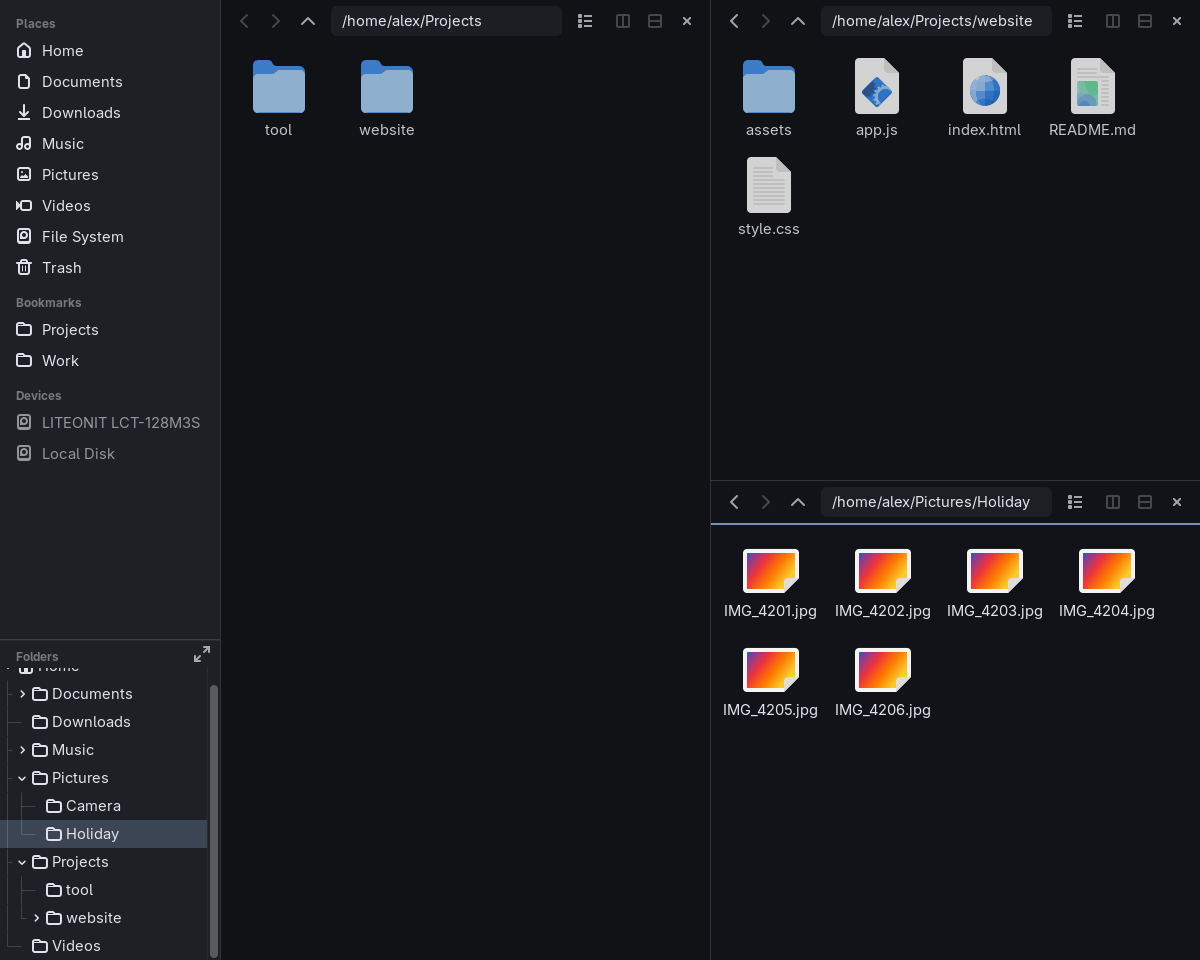 Places
Home
Documents
Downloads
Music
Pictures
Videos
File System
Trash
Bookmarks
Projects
Work
Devices
LITEONIT LCT-128M3S
Local Disk
Folders
Home
Documents
Downloads
Music
Pictures
Camera
Holiday
Projects
tool
website
Videos
/home/alex/Projects
tool
website
/home/alex/Projects/website
assets
app.js
index.html
README.md
style.css
/home/alex/Pictures/Holiday
IMG_4201.jpg
IMG_4202.jpg
IMG_4203.jpg
IMG_4204.jpg
IMG_4205.jpg
IMG_4206.jpg